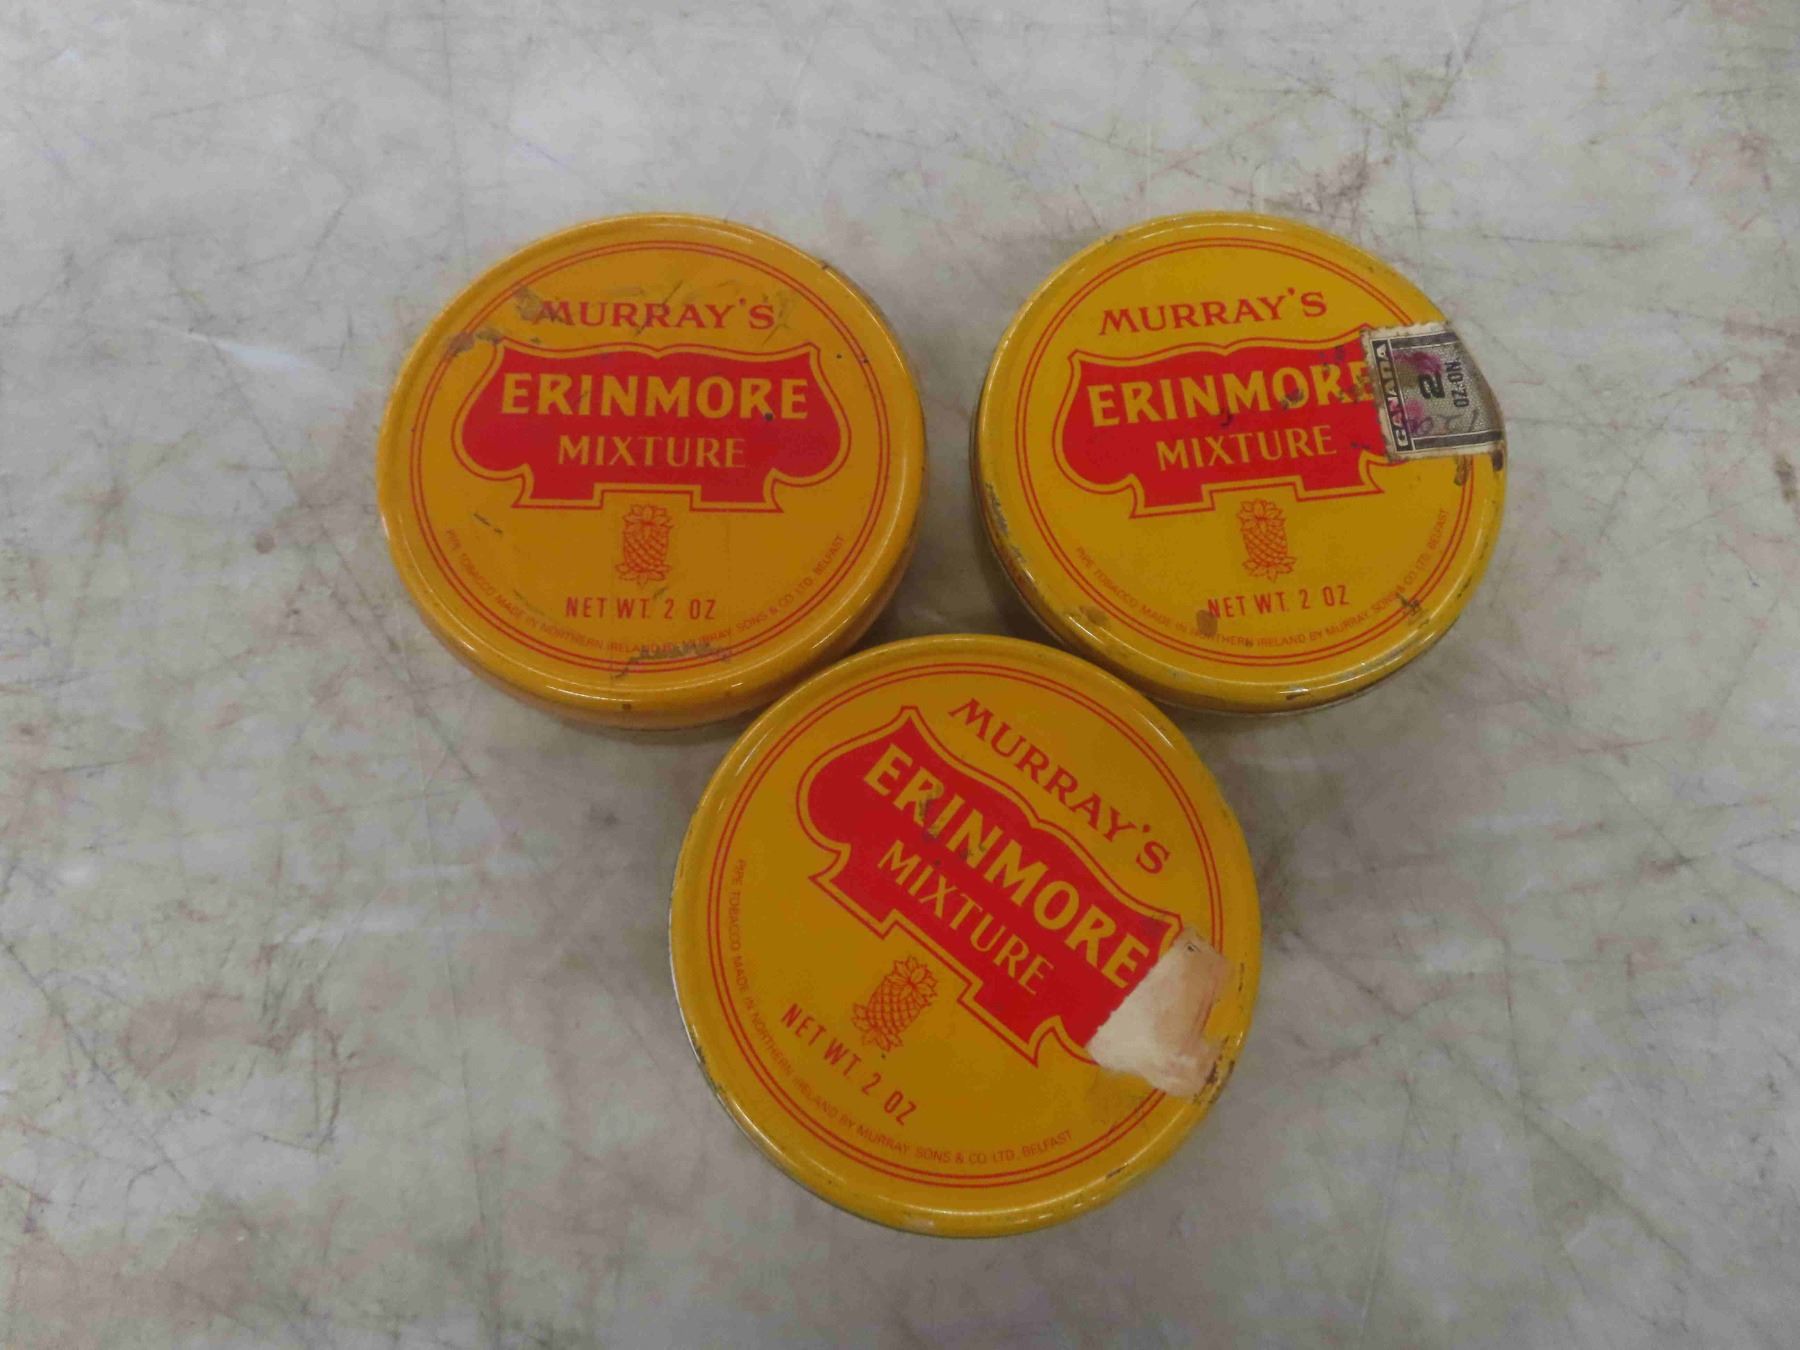 MURRAY'S
ERINMORE
MIXTURE
NET WT. 2 OZ
PIPE TOBACCO MADE IN NORTHERN IRELAND BY MURRAY, SONS & CO LTD, BELFAST
MURRAY'S
ERINMORE
MIXTURE
NET WT. 2 OZ
PIPE TOBACCO MADE IN NORTHERN IRELAND BY MURRAY, SONS & CO LTD, BELFAST
CANADA
2
OZ.ON
MURRAY'S
ERINMORE
MIXTURE
NET WT. 2 OZ
PIPE TOBACCO MADE IN NORTHERN IRELAND BY MURRAY, SONS & CO LTD, BELFAST